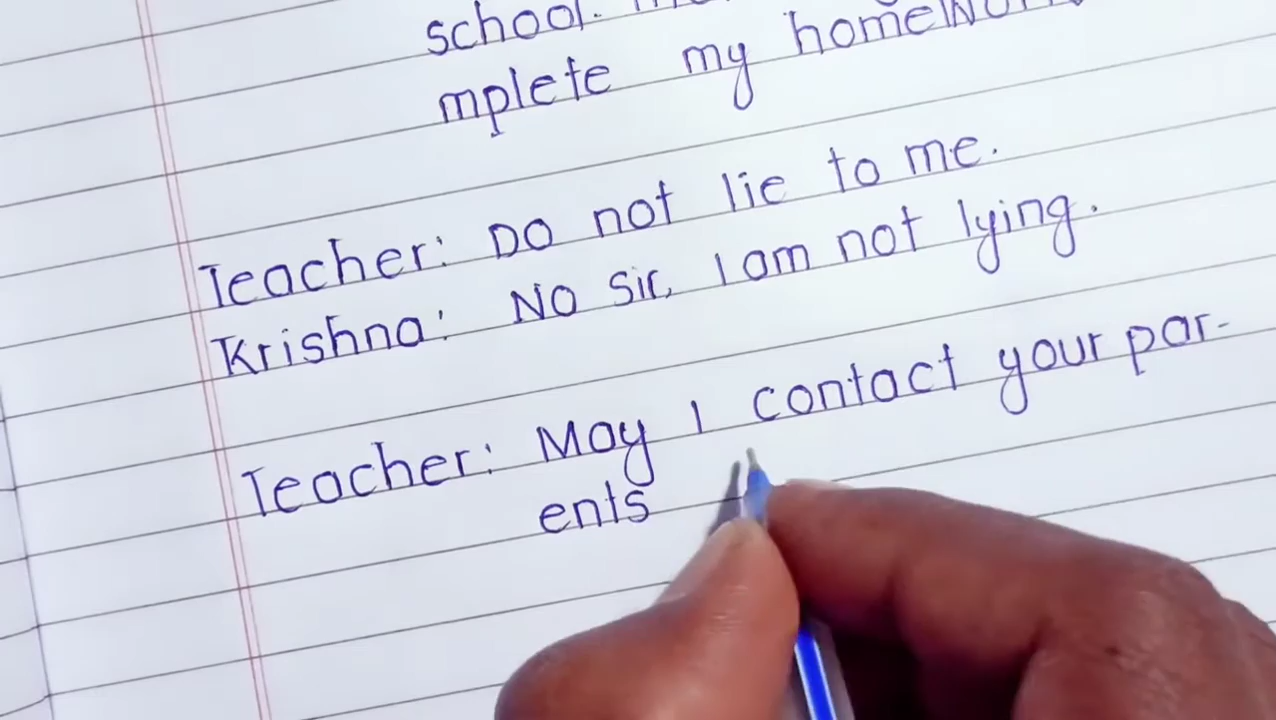 school.
mplete my
Teacher: Do not lie to me.
Krishna: No sir, I am not lying.
Teacher: May I contact your par-
ents